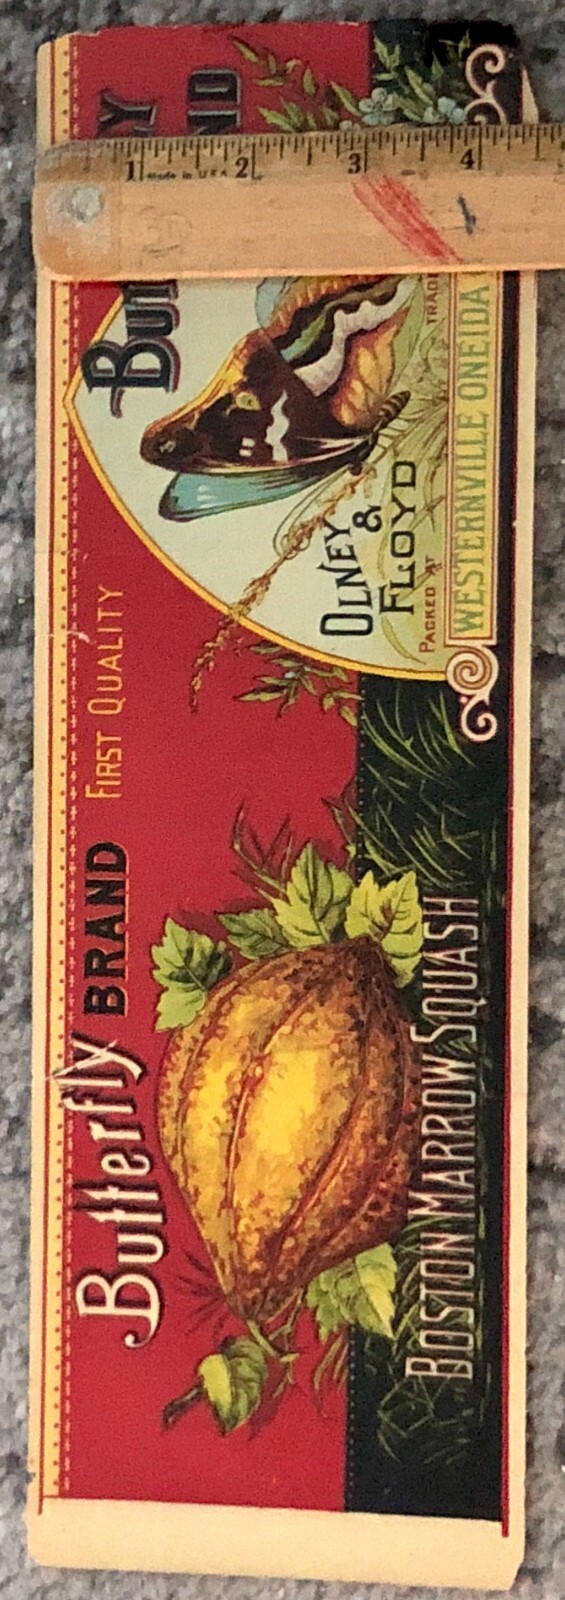 Butterfly BRAND FIRST QUALITY
BOSTON MARROW SQUASH
OLNEY
&
FLOYD
PACKED AT
WESTERNVILLE ONEIDA
1 Made in U.S.A. 2 3 4